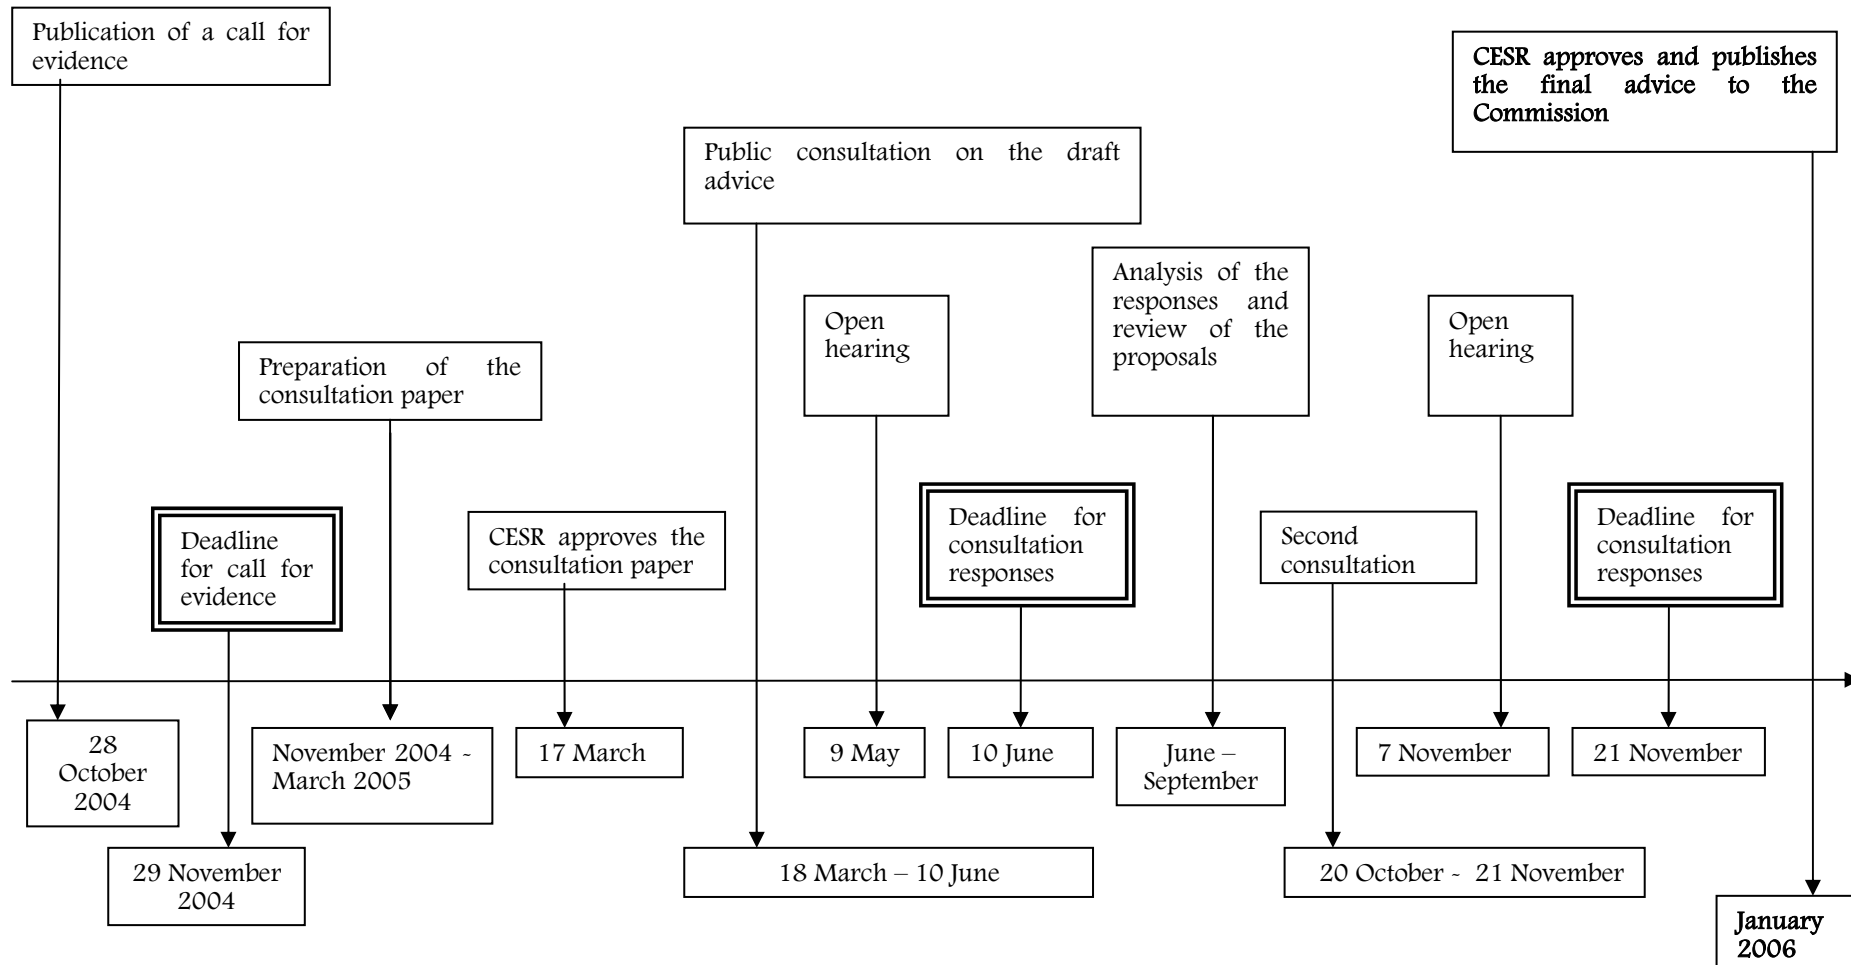 Publication of a call for
evidence
CESR approves and publishes
the final advice to the
Commission
Public consultation on the draft
advice
Analysis of the
responses and
review of the
proposals
Open
hearing
Open
hearing
Preparation of the
consultation paper
Deadline
for call for
evidence
CESR approves the
consultation paper
Deadline for
consultation
responses
Second
consultation
Deadline for
consultation
responses
28
October
2004
November 2004 -
March 2005
17 March
9 May
10 June
June –
September
7 November
21 November
29 November
2004
18 March – 10 June
20 October - 21 November
January
2006